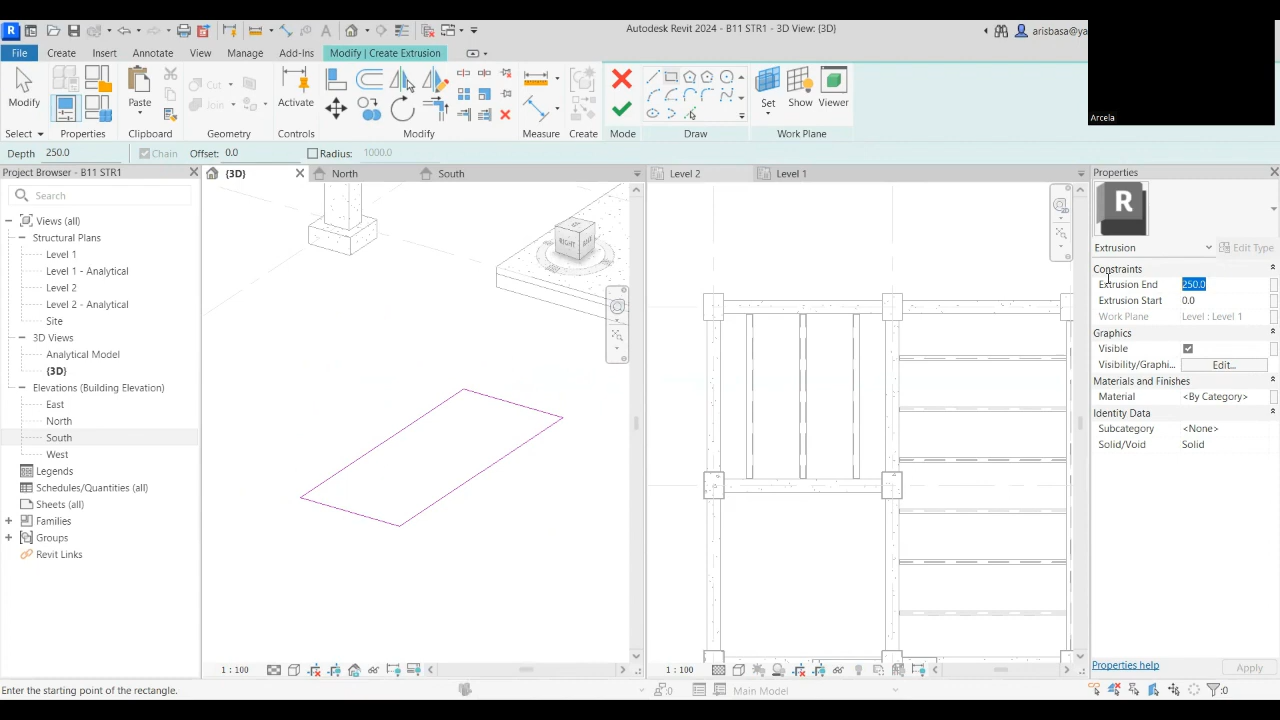 Autodesk Revit 2024 - B11 STR1 - 3D View: {3D}
arisbasa@ya
File Create Insert Annotate View Manage Add-Ins Modify | Create Extrusion
Modify Paste Cut Join Activate Set Show Viewer
Select Properties Clipboard Geometry Controls Modify Measure Create Mode Draw Work Plane
Arcela
Depth 250.0 Chain Offset: 0.0 Radius: 1000.0
Project Browser - B11 STR1
Search
Views (all)
Structural Plans
Level 1
Level 1 - Analytical
Level 2
Level 2 - Analytical
Site
3D Views
Analytical Model
{3D}
Elevations (Building Elevation)
East
North
South
West
Legends
Schedules/Quantities (all)
Sheets (all)
Families
Groups
Revit Links
{3D} North South
RIGHT
1 : 100
Level 2 Level 1
1 : 100
Properties
R
Extrusion Edit Type
Constraints
Extrusion End 250.0
Extrusion Start 0.0
Work Plane Level : Level 1
Graphics
Visible
Visibility/Graphi... Edit...
Materials and Finishes
Material <By Category>
Identity Data
Subcategory <None>
Solid/Void Solid
Properties help Apply
Enter the starting point of the rectangle.
:0 Main Model :0